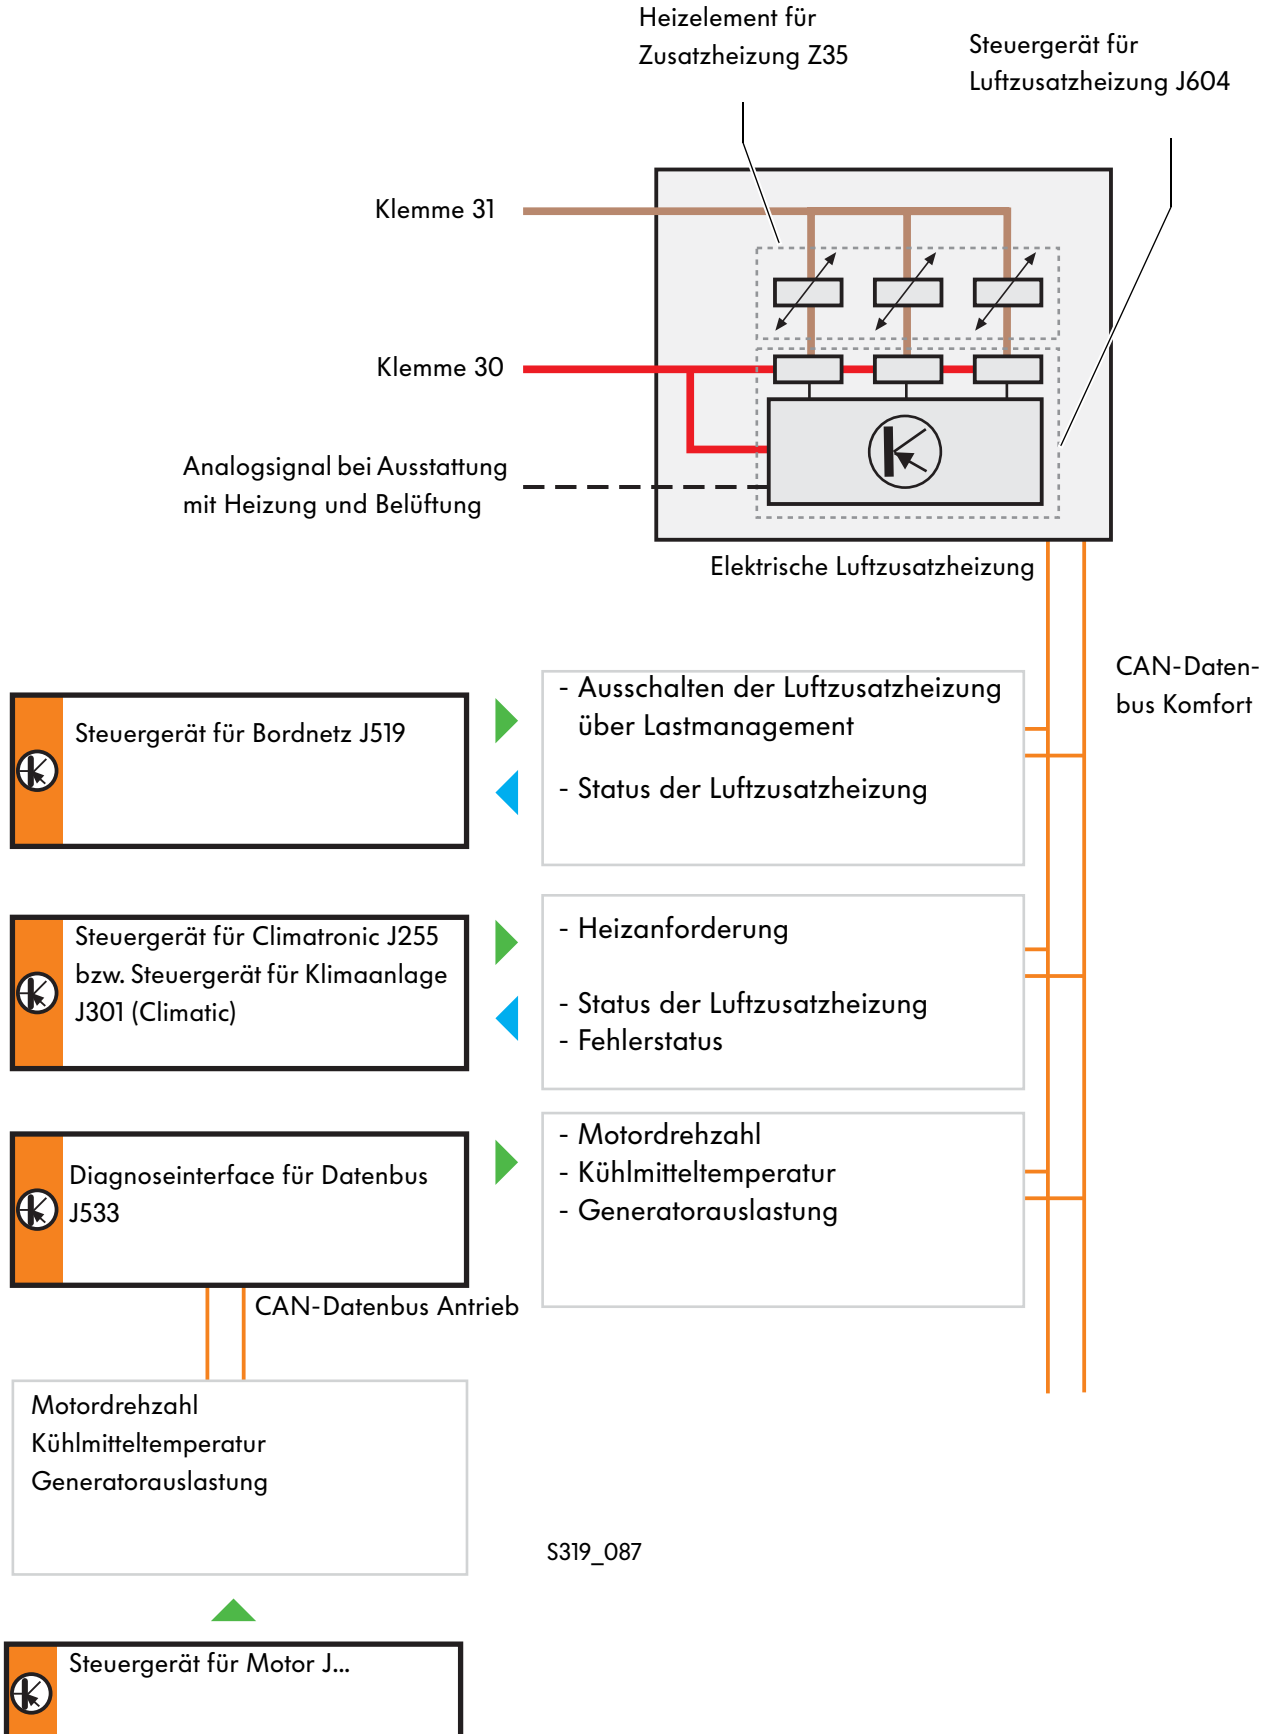 Heizelement für
Zusatzheizung Z35
Steuergerät für
Luftzusatzheizung J604
Klemme 31
Klemme 30
Analogsignal bei Ausstattung
mit Heizung und Belüftung
Elektrische Luftzusatzheizung
CAN-Daten-
bus Komfort
Steuergerät für Bordnetz J519
- Ausschalten der Luftzusatzheizung
über Lastmanagement
- Status der Luftzusatzheizung
Steuergerät für Climatronic J255
bzw. Steuergerät für Klimaanlage
J301 (Climatic)
- Heizanforderung
- Status der Luftzusatzheizung
- Fehlerstatus
Diagnoseinterface für Datenbus
J533
- Motordrehzahl
- Kühlmitteltemperatur
- Generatorauslastung
CAN-Datenbus Antrieb
Motordrehzahl
Kühlmitteltemperatur
Generatorauslastung
S319_087
Steuergerät für Motor J...